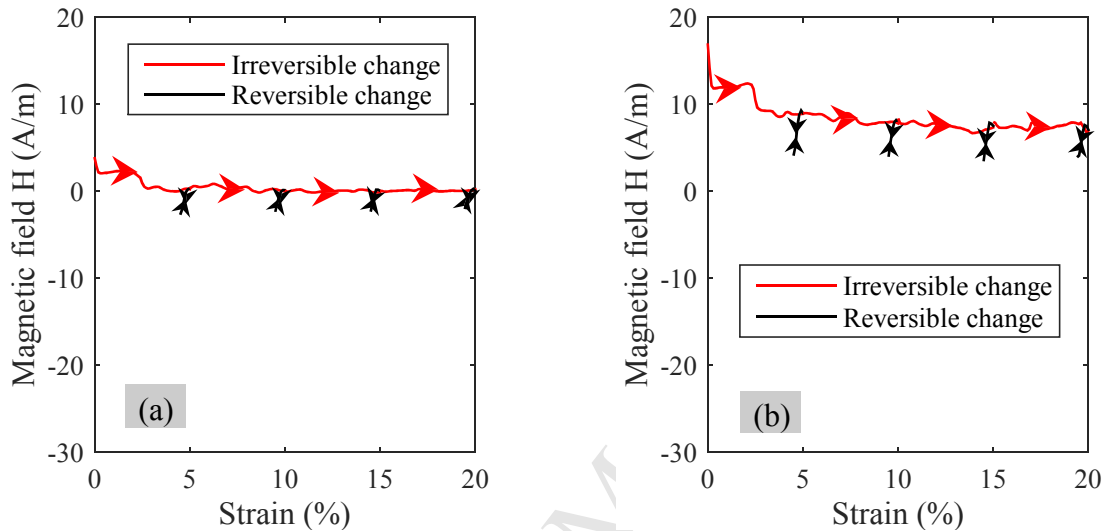 20
10
0
-10
-20
-30
0
5
10
15
20
Magnetic field H (A/m)
Strain (%)
Irreversible change
Reversible change
(a)
20
10
0
-10
-20
-30
0
5
10
15
20
Magnetic field H (A/m)
Strain (%)
Irreversible change
Reversible change
(b)